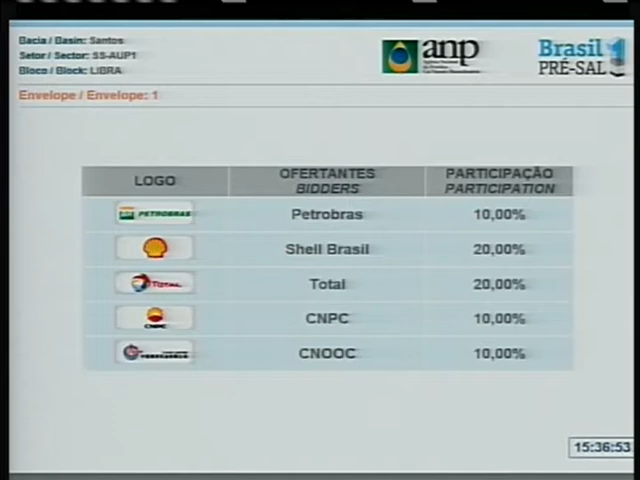 Bacia / Basin: Santos
Setor / Sector: SS-AUP1
Bloco / Block: LIBRA
anp
Brasil 1
PRÉ-SAL
Envelope / Envelope: 1
LOGO OFERTANTES BIDDERS PARTICIPAÇÃO PARTICIPATION
PETROBRAS Petrobras 10,00%
Shell Brasil 20,00%
TOTAL Total 20,00%
CNPC CNPC 10,00%
CNOOC 10,00%
15:36:53